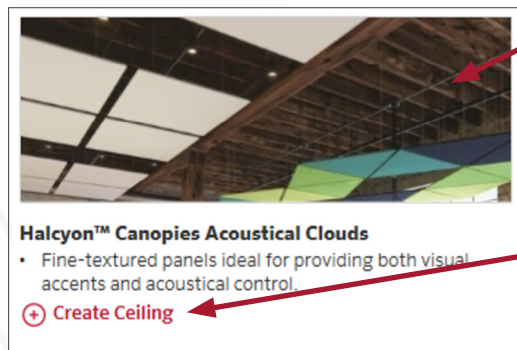 Halcyon™ Canopies Acoustical Clouds
• Fine-textured panels ideal for providing both visual
accents and acoustical control.
Create Ceiling